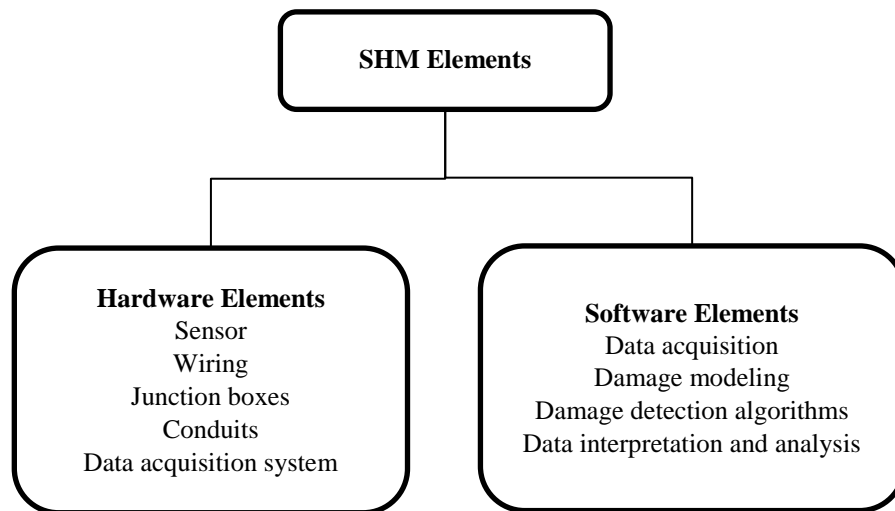 SHM Elements
Hardware Elements
Sensor
Wiring
Junction boxes
Conduits
Data acquisition system
Software Elements
Data acquisition
Damage modeling
Damage detection algorithms
Data interpretation and analysis